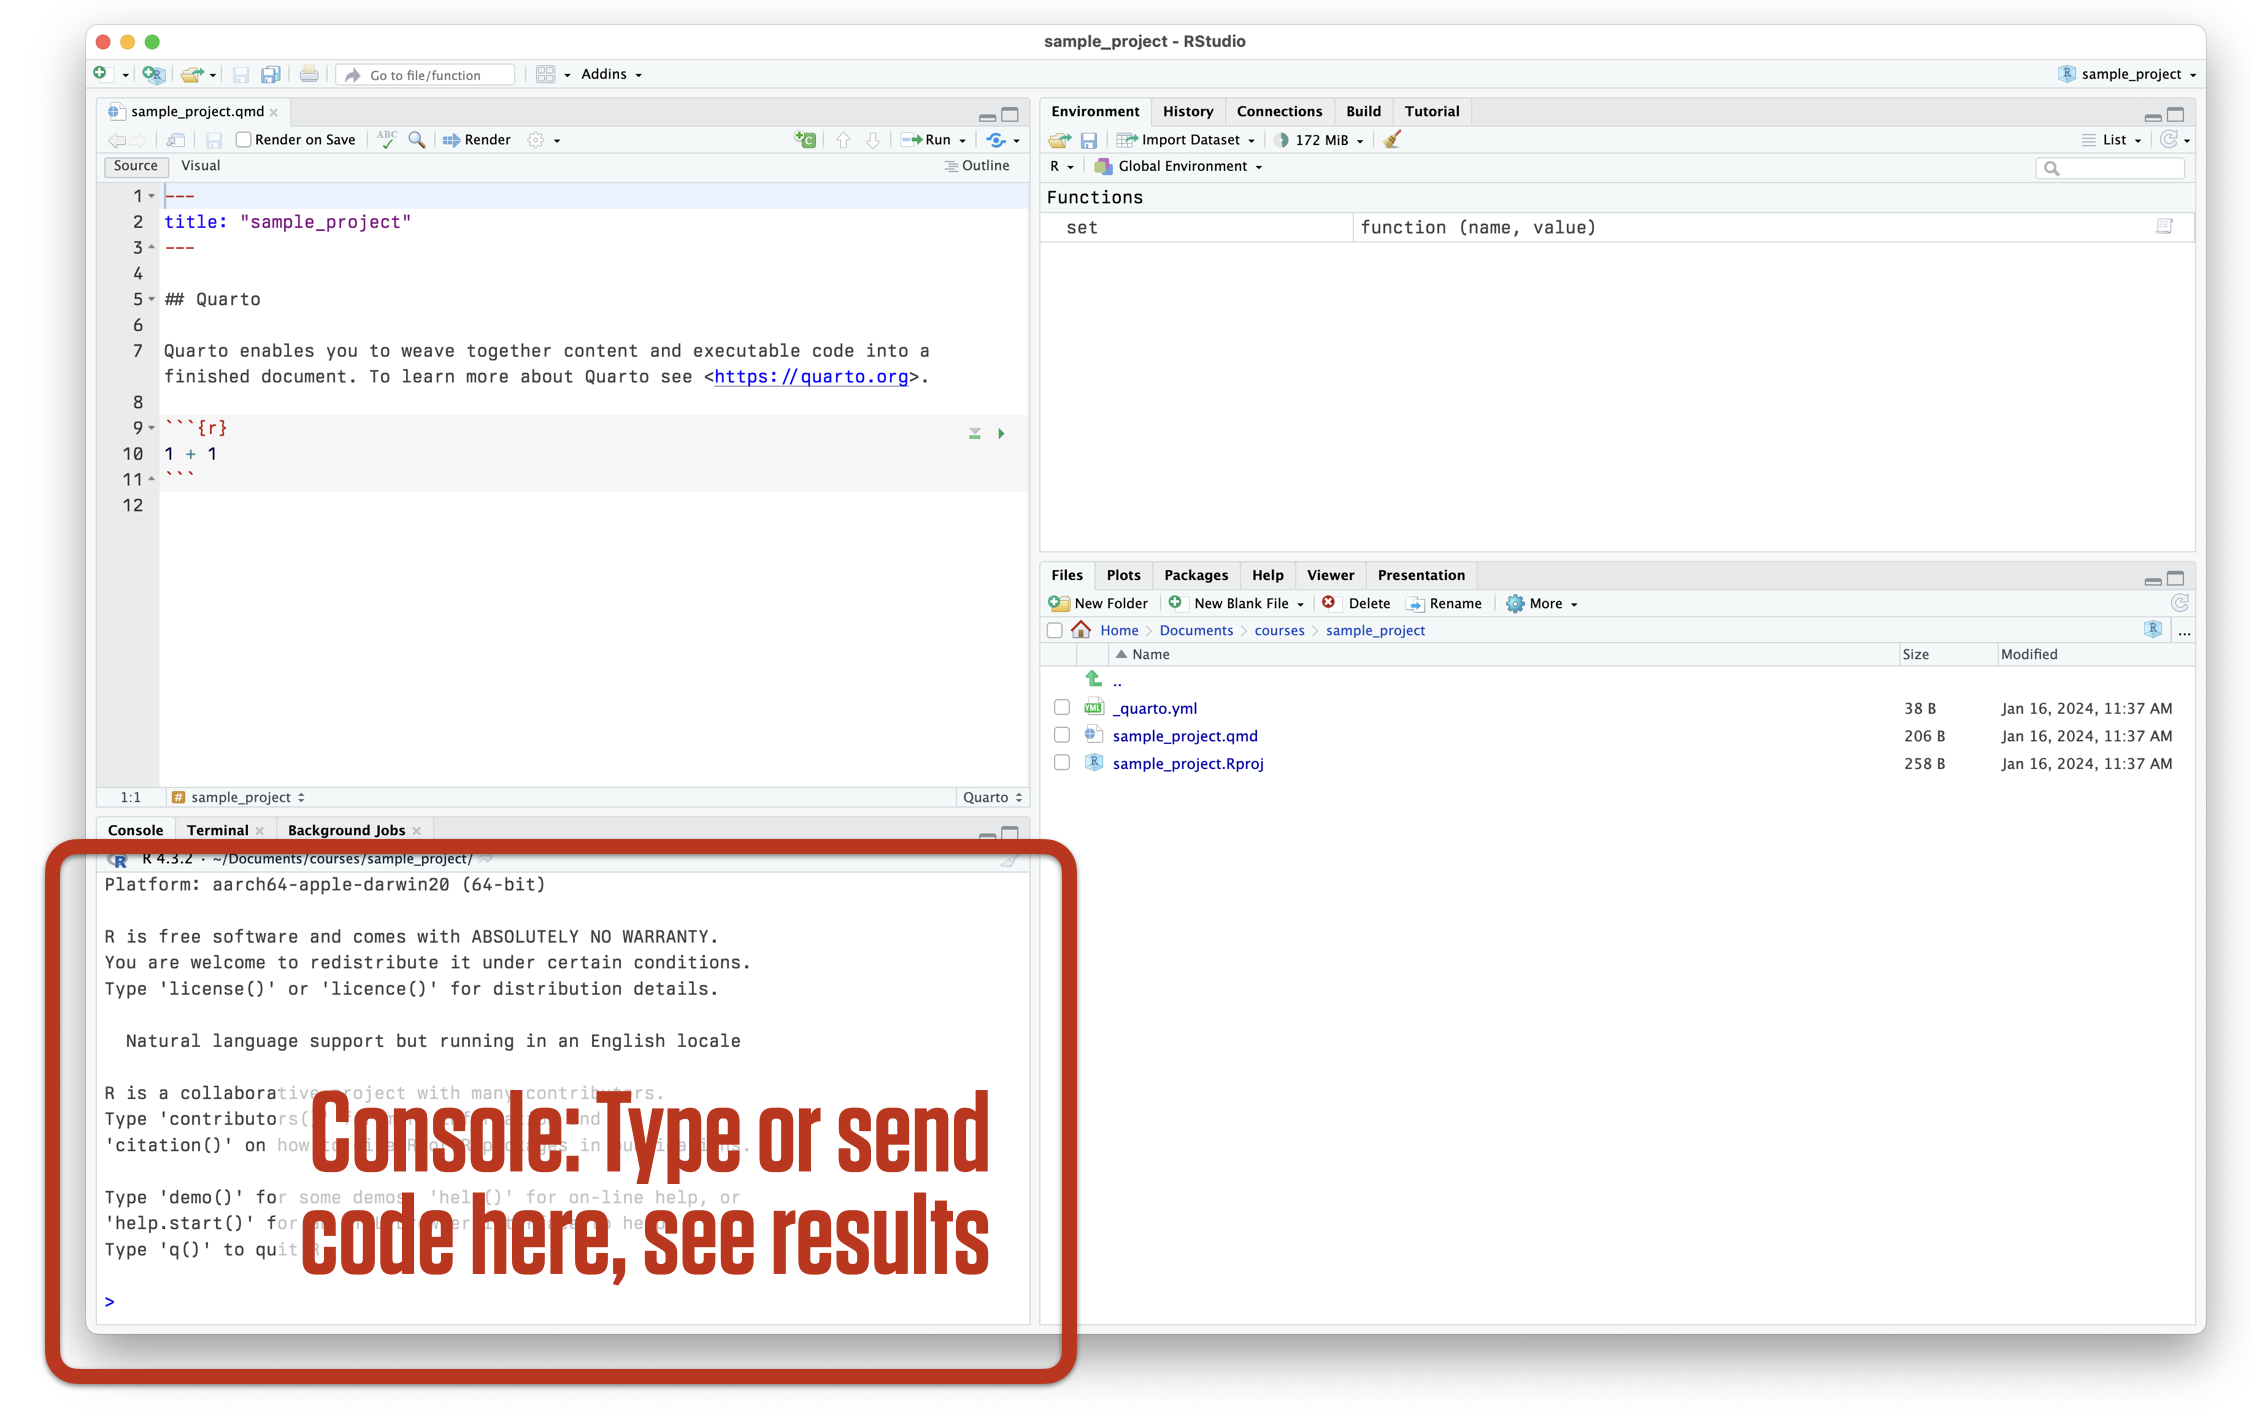 sample_project - RStudio
Go to file/function
Addins
sample_project
sample_project.qmd
Render on Save
ABC
Render
Run
Source
Visual
Outline
1
---
2
title: "sample_project"
3
---
4
5
## Quarto
6
7
Quarto enables you to weave together content and executable code into a
finished document. To learn more about Quarto see <https://quarto.org>.
8
9
```{r}
10
1 + 1
11
```
12
1:1
# sample_project
Quarto
Environment
History
Connections
Build
Tutorial
Import Dataset
172 MiB
List
R
Global Environment
Functions
set
function (name, value)
Files
Plots
Packages
Help
Viewer
Presentation
New Folder
New Blank File
Delete
Rename
More
Home
Documents
courses
sample_project
...
Name
Size
Modified
..
_quarto.yml
38 B
Jan 16, 2024, 11:37 AM
sample_project.qmd
206 B
Jan 16, 2024, 11:37 AM
sample_project.Rproj
258 B
Jan 16, 2024, 11:37 AM
Console
Terminal
Background Jobs
R 4.3.2 · ~/Documents/courses/sample_project/
Platform: aarch64-apple-darwin20 (64-bit)
R is free software and comes with ABSOLUTELY NO WARRANTY.
You are welcome to redistribute it under certain conditions.
Type 'license()' or 'licence()' for distribution details.
Natural language support but running in an English locale
R is a collaborative project with many contributors.
Type 'contributors()'
'citation()' on how
Type 'demo()' for some demos, 'help()' for on-line help, or
'help.start()' for
Type 'q()' to quit
>
Console: Type or send
code here, see results